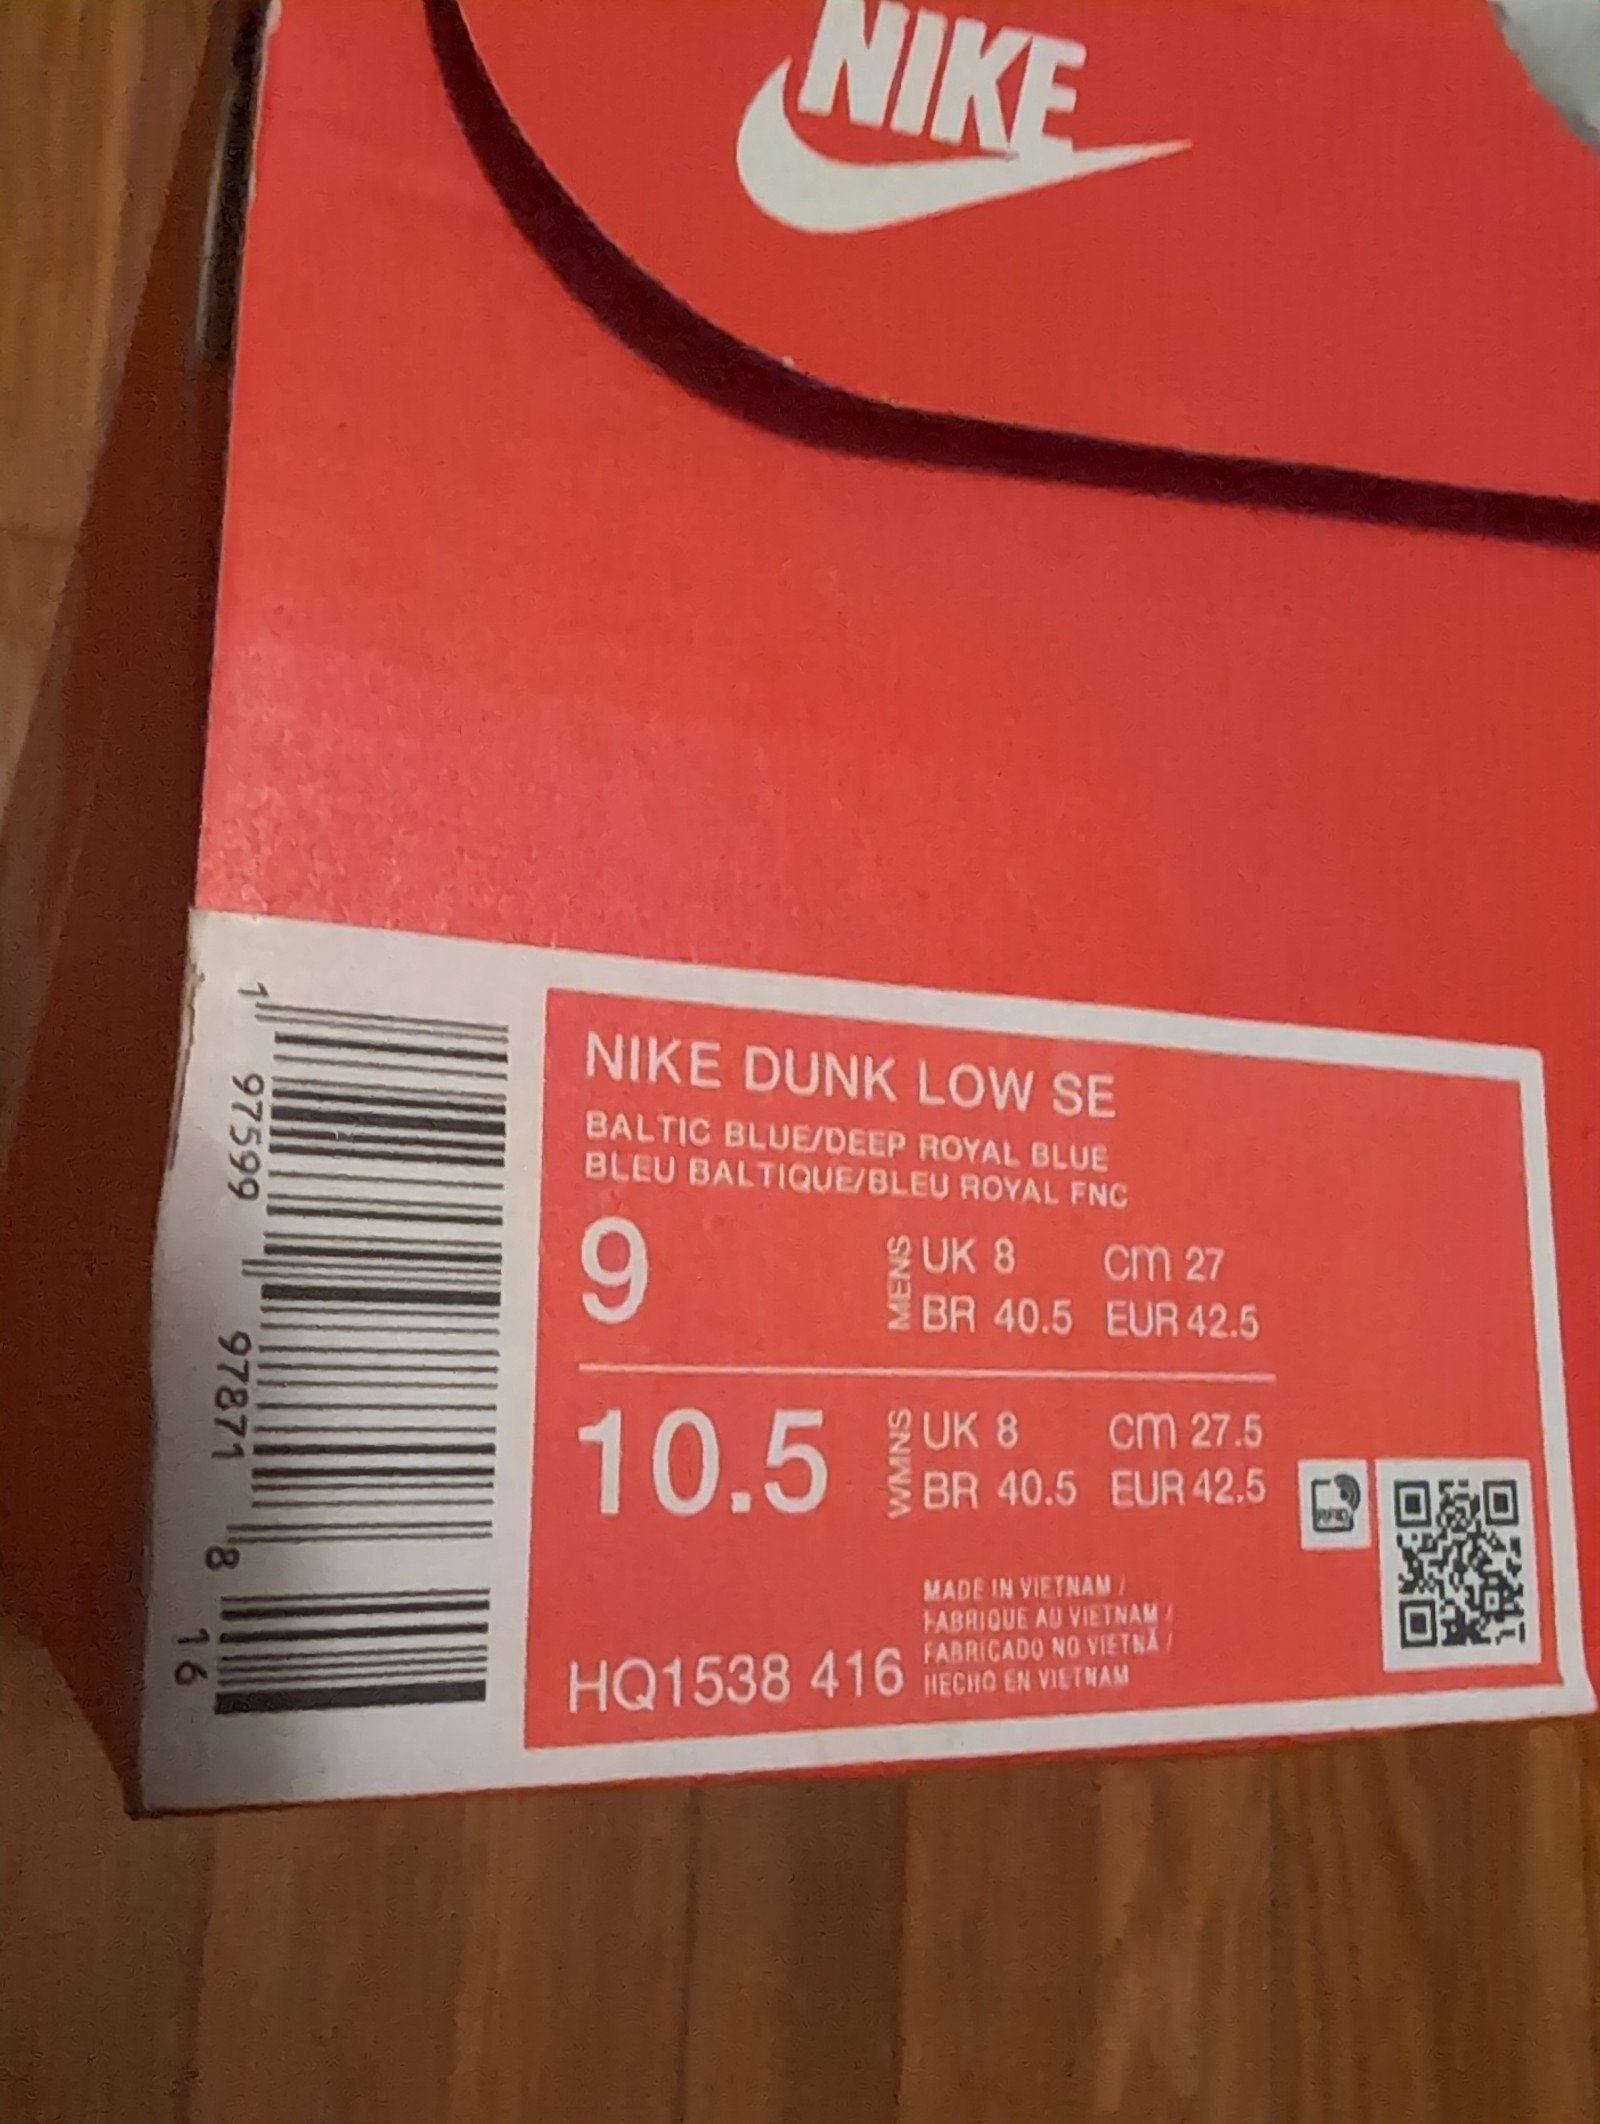 NIKE
NIKE DUNK LOW SE
BALTIC BLUE/DEEP ROYAL BLUE
BLEU BALTIQUE/BLEU ROYAL FNC
9
MENS
UK 8 cm 27
BR 40.5 EUR 42.5
10.5
WMNS
UK 8 cm 27.5
BR 40.5 EUR 42.5
RFID
HQ1538 416
MADE IN VIETNAM /
FABRIQUE AU VIETNAM /
FABRICADO NO VIETNÃ /
HECHO EN VIETNAM
1 97599 97871 8 16